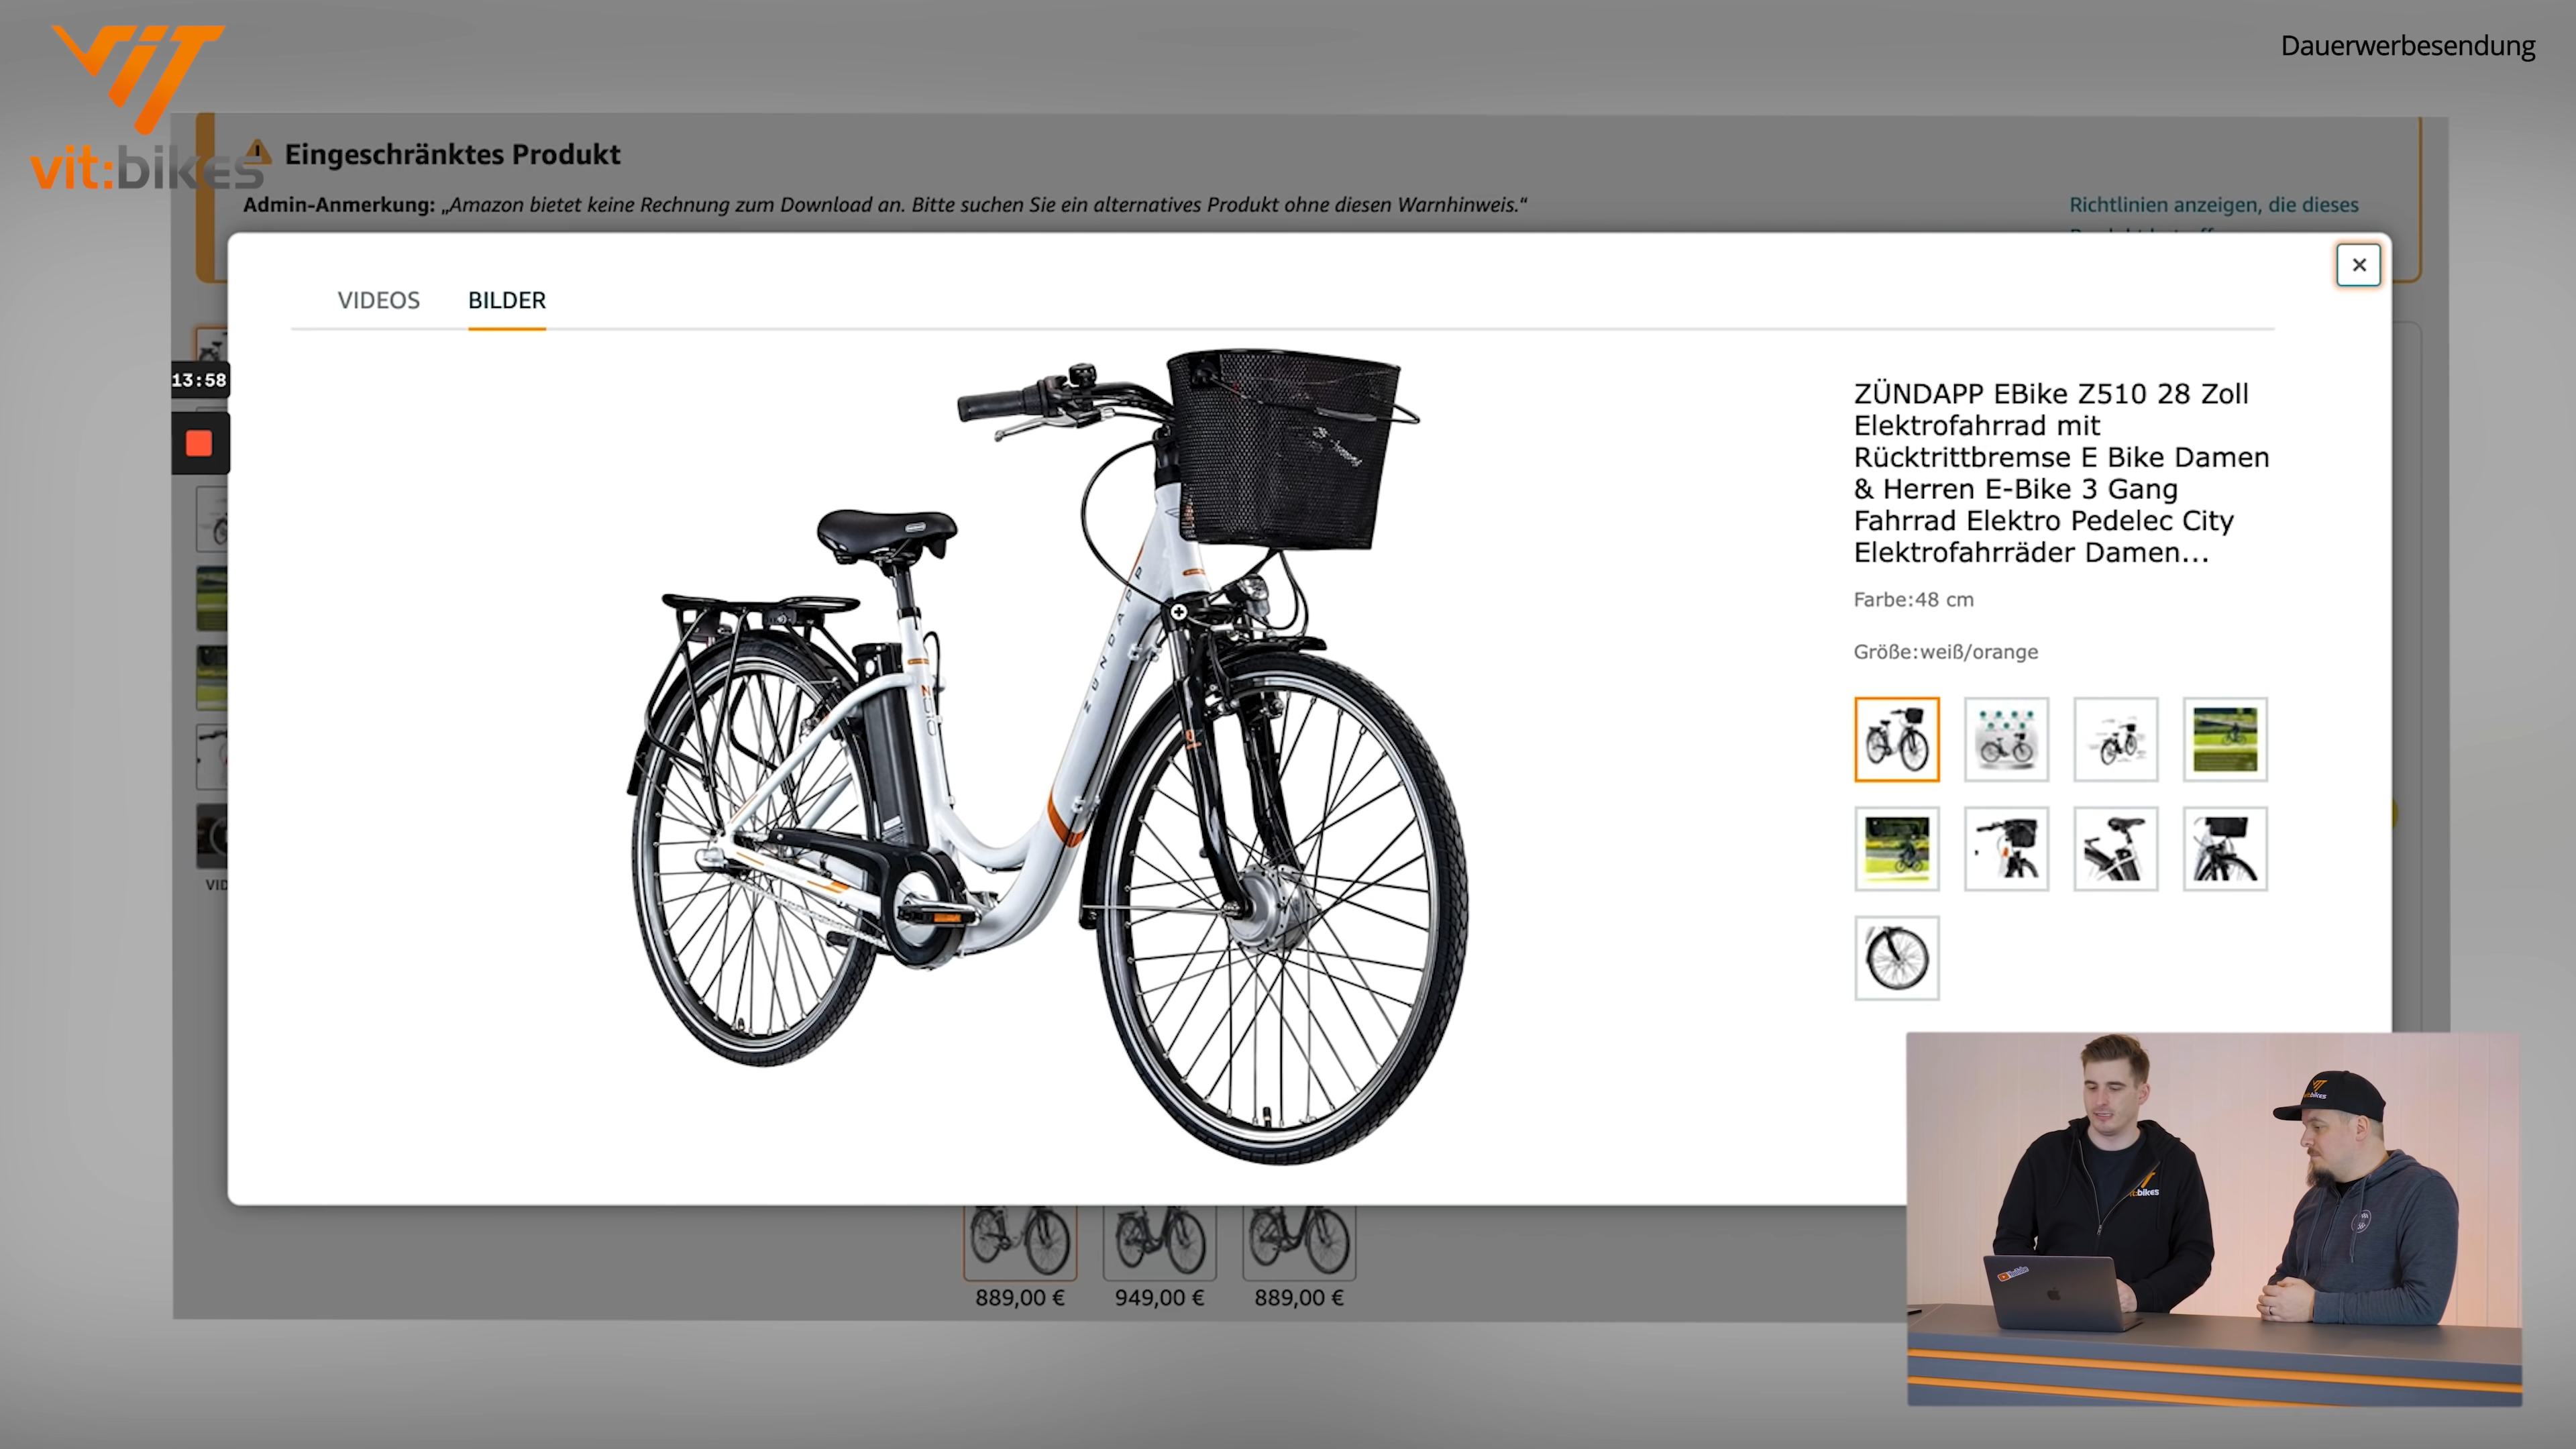 Dauerwerbesendung
vit:bikes
Eingeschränktes Produkt
Admin-Anmerkung: „Amazon bietet keine Rechnung zum Download an. Bitte suchen Sie ein alternatives Produkt ohne diesen Warnhinweis.“
Richtlinien anzeigen, die dieses
VIDEOS
BILDER
13:58
ZÜNDAPP EBike Z510 28 Zoll
Elektrofahrrad mit
Rücktrittbremse E Bike Damen
& Herren E-Bike 3 Gang
Fahrrad Elektro Pedelec City
Elektrofahrräder Damen...
Farbe:48 cm
Größe:weiß/orange
ZÜNDAPP
VID
889,00 €
949,00 €
889,00 €